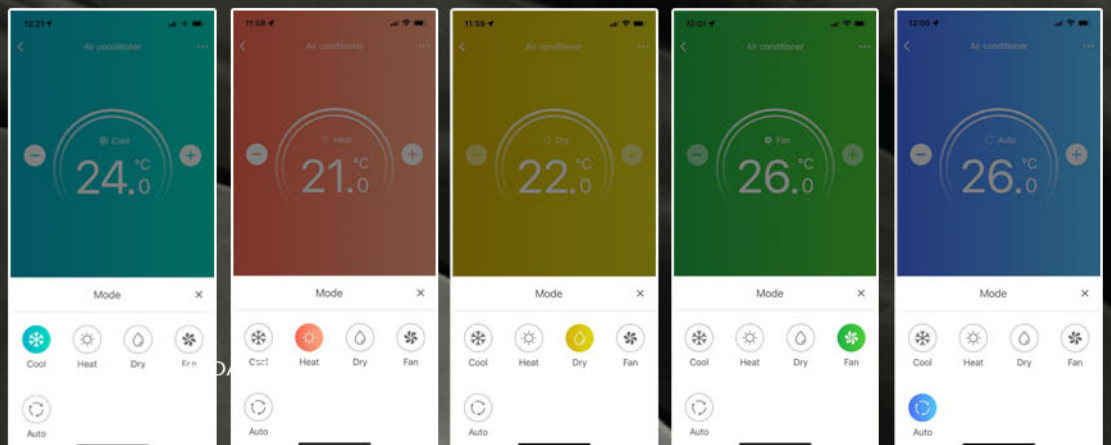 12:21
Air conditioner
Cool
24.0 °C
Mode
Cool Heat Dry Fan
Auto
11:58
Air conditioner
Heat
21.0 °C
Mode
Cool Heat Dry Fan
Auto
11:59
Air conditioner
Dry
22.0 °C
Mode
Cool Heat Dry Fan
Auto
12:01
Air conditioner
Fan
26.0 °C
Mode
Cool Heat Dry Fan
Auto
12:00
Air conditioner
Auto
26.0 °C
Mode
Cool Heat Dry Fan
Auto